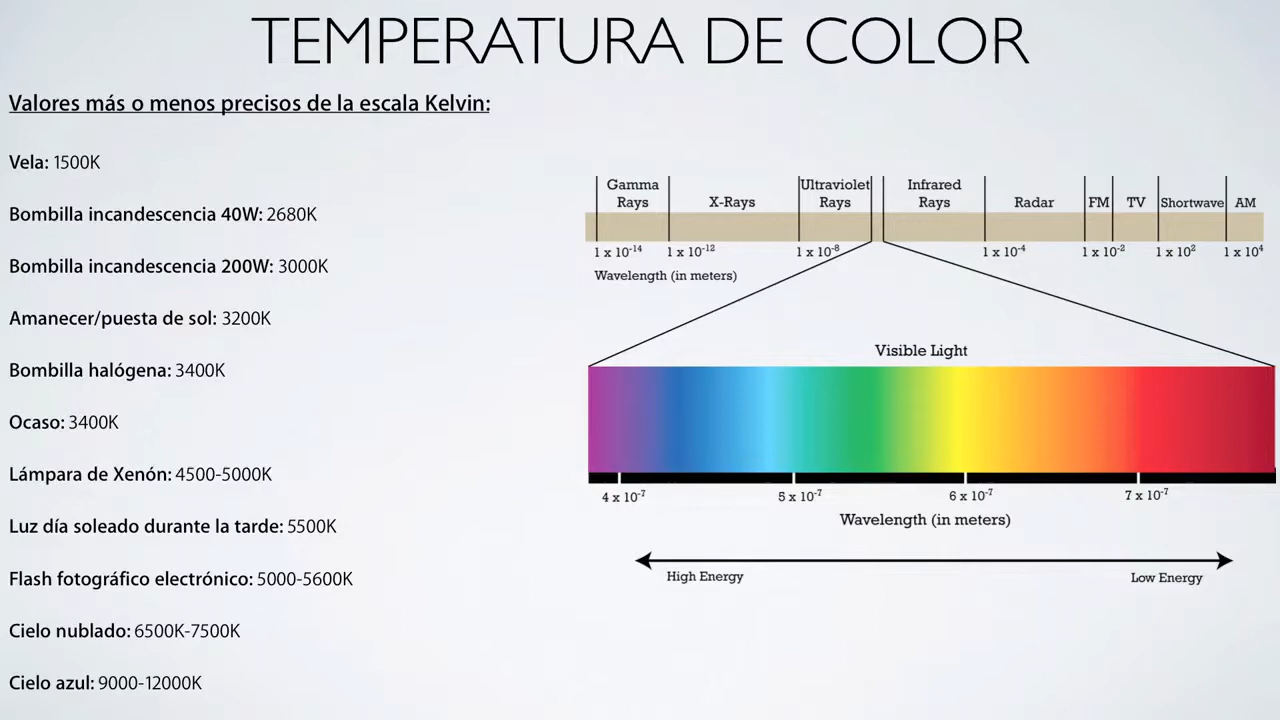 TEMPERATURA DE COLOR
Valores más o menos precisos de la escala Kelvin:
Vela: 1500K
Bombilla incandescencia 40W: 2680K
Bombilla incandescencia 200W: 3000K
Amanecer/puesta de sol: 3200K
Bombilla halógena: 3400K
Ocaso: 3400K
Lámpara de Xenón: 4500-5000K
Luz día soleado durante la tarde: 5500K
Flash fotográfico electrónico: 5000-5600K
Cielo nublado: 6500K-7500K
Cielo azul: 9000-12000K
Gamma Rays
X-Rays
Ultraviolet Rays
Infrared Rays
Radar
FM
TV
Shortwave
AM
1 x 10⁻¹⁴
1 x 10⁻¹²
1 x 10⁻⁸
1 x 10⁻⁴
1 x 10⁻²
1 x 10²
1 x 10⁴
Wavelength (in meters)
Visible Light
4 x 10⁻⁷
5 x 10⁻⁷
6 x 10⁻⁷
7 x 10⁻⁷
Wavelength (in meters)
High Energy
Low Energy